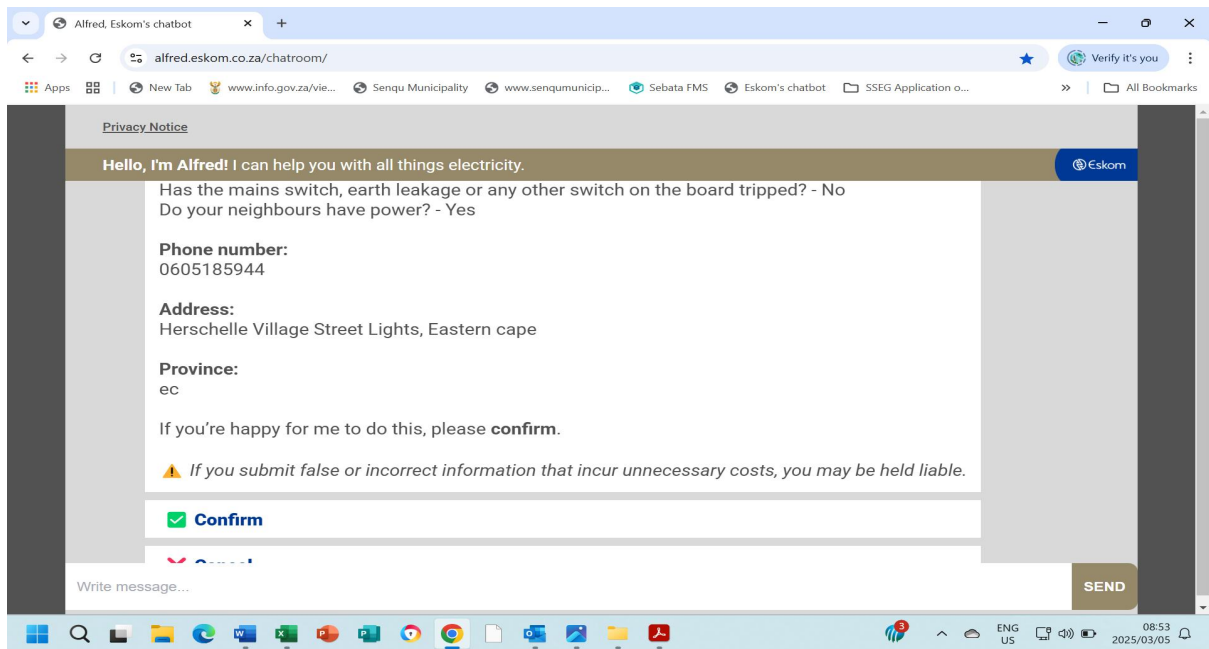 Alfred, Eskom's chatbot
alfred.eskom.co.za/chatroom/
Verify it's you
Apps
New Tab
www.info.gov.za/vie...
Senqu Municipality
www.senqumunicip...
Sebata FMS
Eskom's chatbot
SSEG Application o...
All Bookmarks
Privacy Notice
Hello, I'm Alfred! I can help you with all things electricity.
Eskom
Has the mains switch, earth leakage or any other switch on the board tripped? - No
Do your neighbours have power? - Yes
Phone number:
0605185944
Address:
Herschelle Village Street Lights, Eastern cape
Province:
ec
If you're happy for me to do this, please confirm.
If you submit false or incorrect information that incur unnecessary costs, you may be held liable.
Confirm
Write message...
SEND
3
ENG
US
08:53
2025/03/05